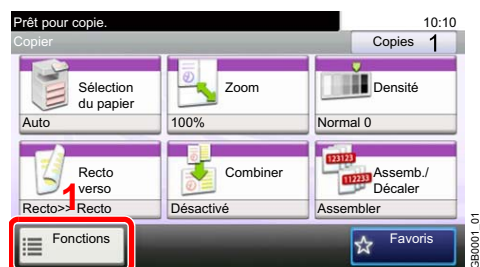 Prêt pour copie.
10:10
Copier
Copies 1
Sélection du papier
Auto
Zoom
100%
Densité
Normal 0
Recto verso
Recto>> Recto
Combiner
Désactivé
123123
112233
Assemb./ Décaler
Assembler
1
Fonctions
Favoris
GB0001_01